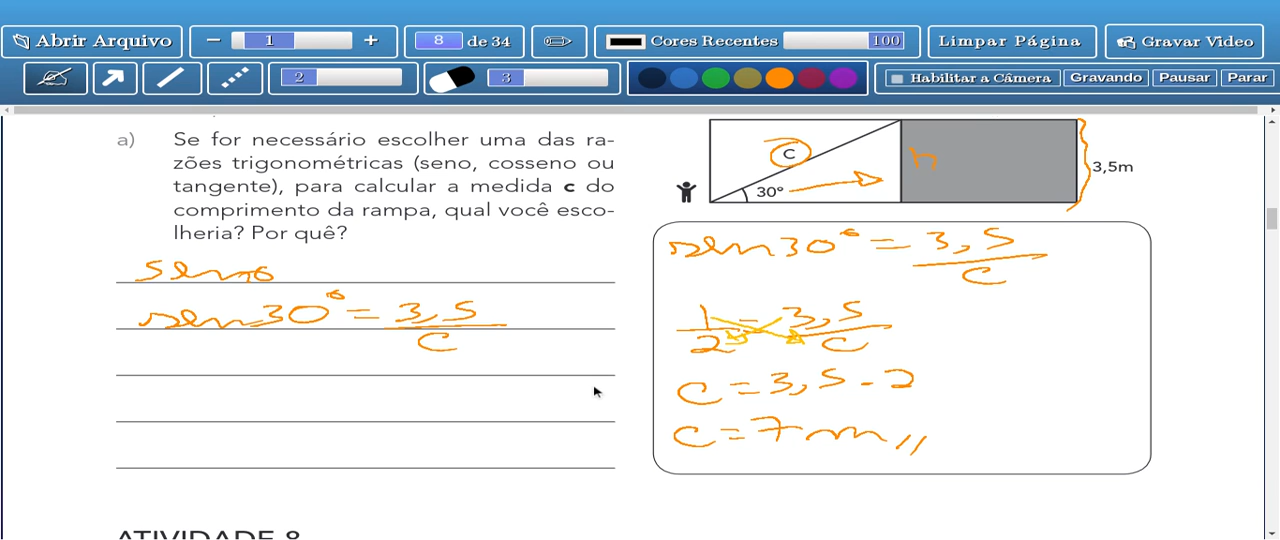 Abrir Arquivo − 1 + 8 de 34 Cores Recentes 100 Limpar Página Gravar Video
2 3 Habilitar a Câmera Gravando Pausar Parar
a) Se for necessário escolher uma das ra-
zões trigonométricas (seno, cosseno ou
tangente), para calcular a medida c do
comprimento da rampa, qual você esco-
lheria? Por quê?
seno
sen30° = 3,5/c
c
h
30°
3,5m
sen30° = 3,5/c
1/2 = 3,5/c
c = 3,5 . 2
c = 7m //
ATIVIDADE 8